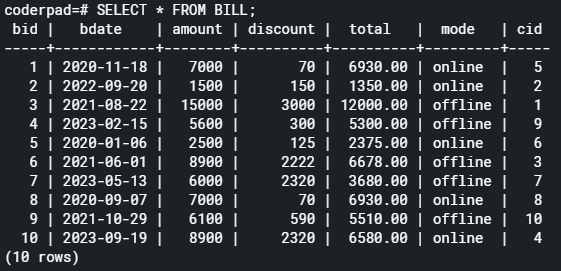 coderpad=# SELECT * FROM BILL;
 bid |   bdate    | amount | discount |  total   |  mode   | cid
-----+------------+--------+----------+----------+---------+-----
   1 | 2020-11-18 |   7000 |       70 |  6930.00 | online  | 5
   2 | 2022-09-20 |   1500 |      150 |  1350.00 | online  | 2
   3 | 2021-08-22 |  15000 |     3000 | 12000.00 | offline | 1
   4 | 2023-02-15 |   5600 |      300 |  5300.00 | offline | 9
   5 | 2020-01-06 |   2500 |      125 |  2375.00 | online  | 6
   6 | 2021-06-01 |   8900 |     2222 |  6678.00 | offline | 3
   7 | 2023-05-13 |   6000 |     2320 |  3680.00 | offline | 7
   8 | 2020-09-07 |   7000 |       70 |  6930.00 | online  | 8
   9 | 2021-10-29 |   6100 |      590 |  5510.00 | offline | 10
  10 | 2023-09-19 |   8900 |     2320 |  6580.00 | online  | 4
(10 rows)